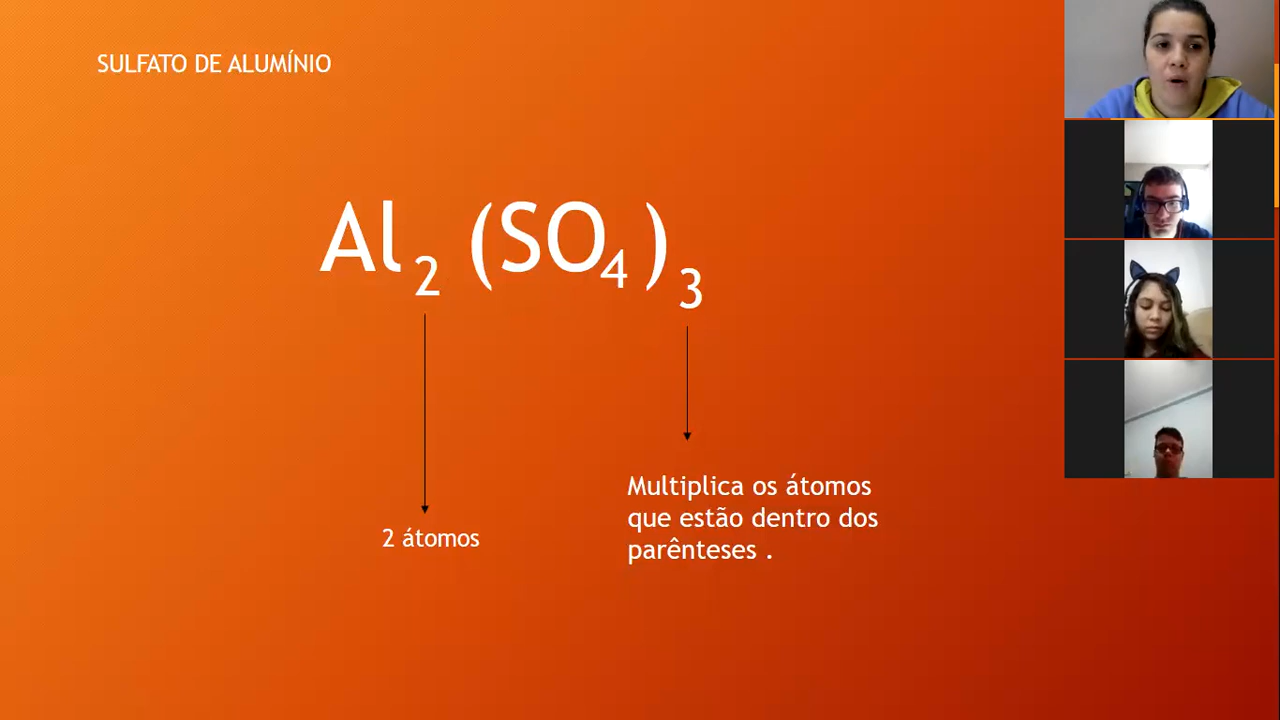 SULFATO DE ALUMÍNIO
Al2 (SO4)3
2 átomos
Multiplica os átomos
que estão dentro dos
parênteses .